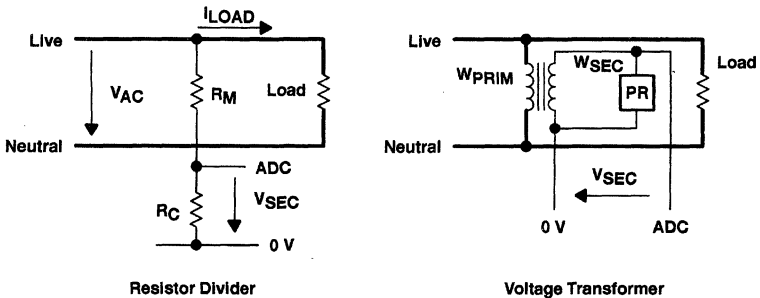 iLOAD
Live
VAC
RM
Load
Neutral
ADC
RC
VSEC
0 V
Resistor Divider
Live
WPRIM
WSEC
PR
Load
Neutral
VSEC
0 V
ADC
Voltage Transformer